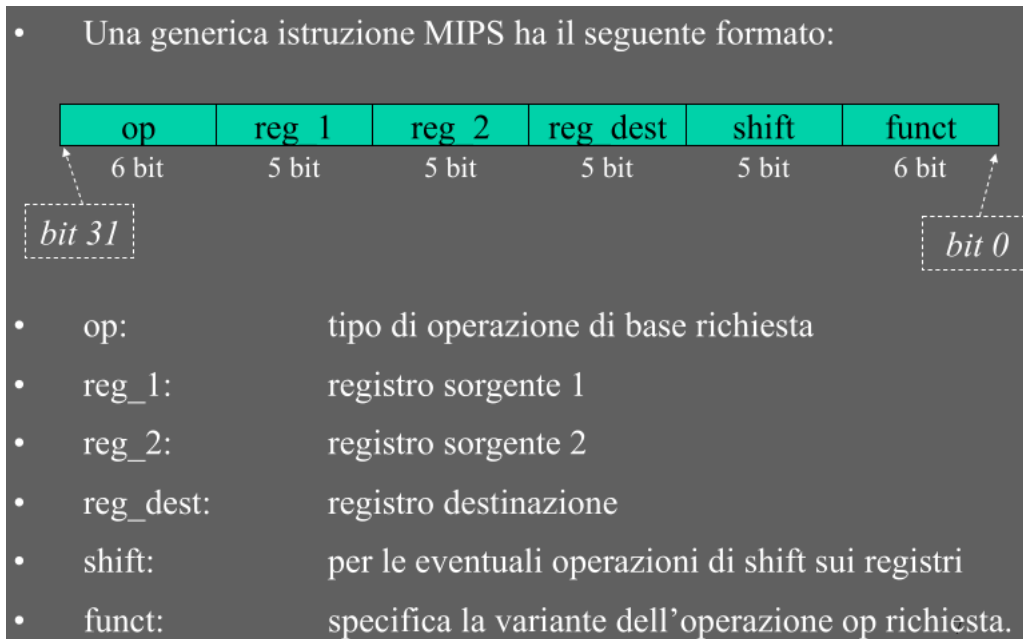 • Una generica istruzione MIPS ha il seguente formato:
op reg_1 reg_2 reg_dest shift funct
6 bit 5 bit 5 bit 5 bit 5 bit 6 bit
bit 31 bit 0
• op: tipo di operazione di base richiesta
• reg_1: registro sorgente 1
• reg_2: registro sorgente 2
• reg_dest: registro destinazione
• shift: per le eventuali operazioni di shift sui registri
• funct: specifica la variante dell’operazione op richiesta.